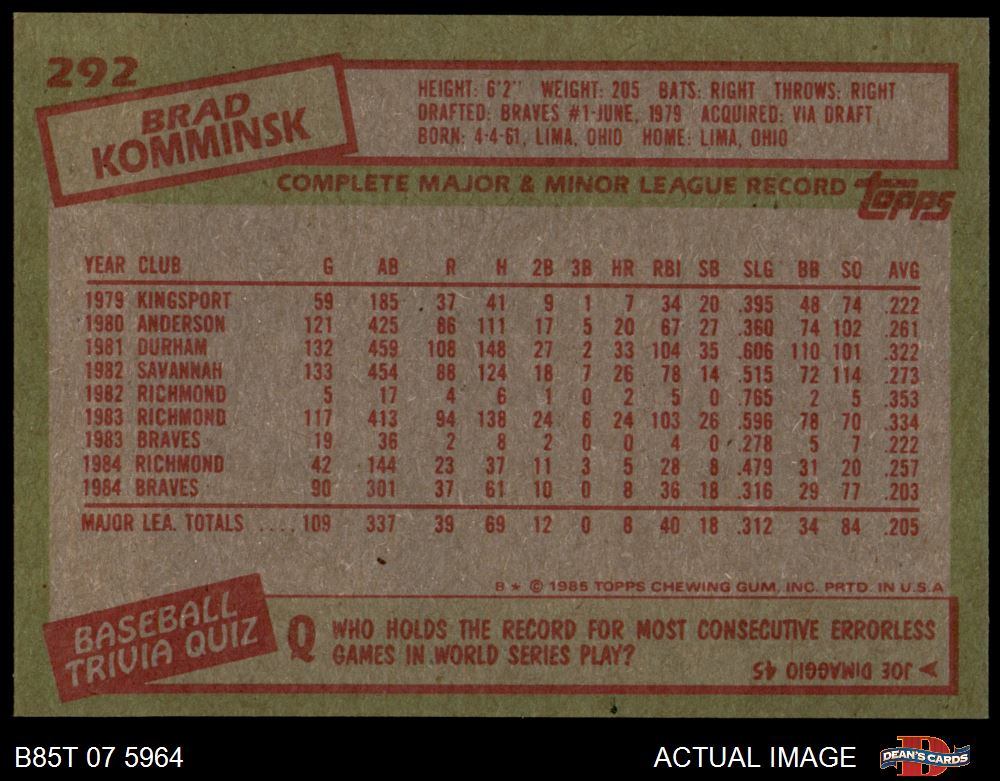 292
BRAD
KOMMINSK
HEIGHT: 6'2" WEIGHT: 205 BATS: RIGHT THROWS: RIGHT
DRAFTED: BRAVES #1-JUNE, 1979 ACQUIRED: VIA DRAFT
BORN: 4-4-61, LIMA, OHIO HOME: LIMA, OHIO
COMPLETE MAJOR & MINOR LEAGUE RECORD topps
YEAR CLUB G AB R H 2B 3B HR RBI SB SLG BB SO AVG
1979 KINGSPORT 59 185 37 41 9 1 7 34 20 .395 48 74 .222
1980 ANDERSON 121 425 86 111 17 5 20 67 27 .360 74 102 .261
1981 DURHAM 132 459 108 148 27 2 33 104 35 .606 110 101 .322
1982 SAVANNAH 133 454 88 124 18 7 26 78 14 .515 72 114 .273
1982 RICHMOND 5 17 4 6 1 0 2 5 0 .765 2 5 .353
1983 RICHMOND 117 413 94 138 24 6 24 103 26 .596 78 70 .334
1983 BRAVES 19 36 2 8 2 0 0 4 0 .278 5 7 .222
1984 RICHMOND 42 144 23 37 11 3 5 28 8 .479 31 20 .257
1984 BRAVES 90 301 37 61 10 0 8 36 18 .316 29 77 .203
MAJOR LEA. TOTALS .... 109 337 39 69 12 0 8 40 18 .312 34 84 .205
B * © 1985 TOPPS CHEWING GUM, INC. PRTD. IN U.S.A
BASEBALL
TRIVIA QUIZ
Q WHO HOLDS THE RECORD FOR MOST CONSECUTIVE ERRORLESS
GAMES IN WORLD SERIES PLAY?
JOE DIMAGGIO 45
B85T 07 5964 ACTUAL IMAGE DEAN'S CARDS